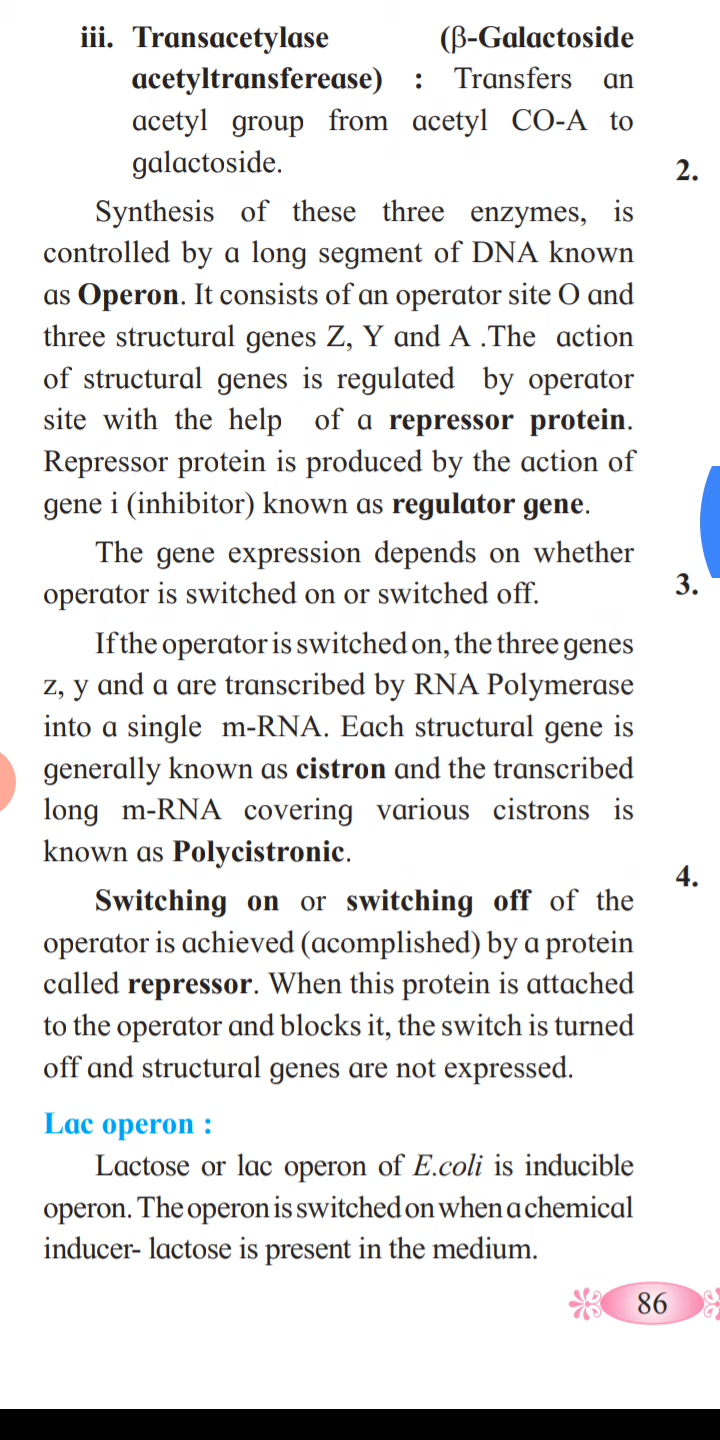 iii. Transacetylase (β-Galactoside
acetyltransferease) : Transfers an
acetyl group from acetyl CO-A to
galactoside.
2.
Synthesis of these three enzymes, is
controlled by a long segment of DNA known
as Operon. It consists of an operator site O and
three structural genes Z, Y and A .The action
of structural genes is regulated by operator
site with the help of a repressor protein.
Repressor protein is produced by the action of
gene i (inhibitor) known as regulator gene.
The gene expression depends on whether
operator is switched on or switched off.
3.
If the operator is switched on, the three genes
z, y and a are transcribed by RNA Polymerase
into a single m-RNA. Each structural gene is
generally known as cistron and the transcribed
long m-RNA covering various cistrons is
known as Polycistronic.
4.
Switching on or switching off of the
operator is achieved (acomplished) by a protein
called repressor. When this protein is attached
to the operator and blocks it, the switch is turned
off and structural genes are not expressed.
Lac operon :
Lactose or lac operon of E.coli is inducible
operon. The operon is switched on when a chemical
inducer- lactose is present in the medium.
86